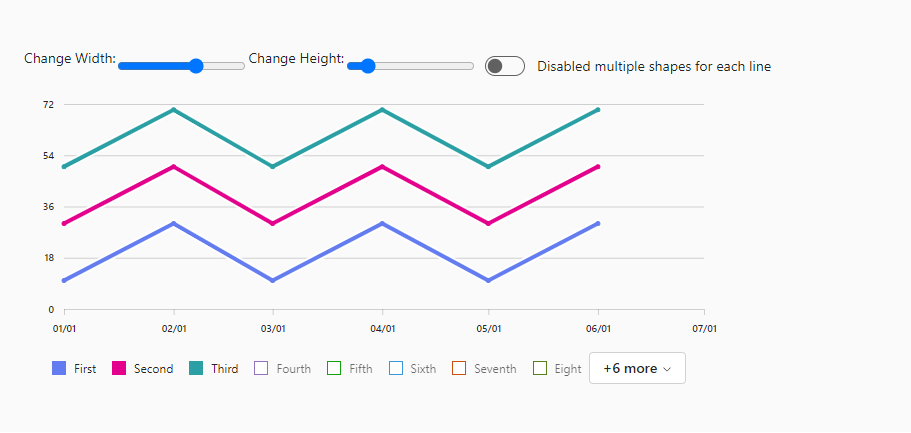 Change Width: Change Height: Disabled multiple shapes for each line
72
54
36
18
0
01/01 02/01 03/01 04/01 05/01 06/01 07/01
First Second Third Fourth Fifth Sixth Seventh Eight +6 more